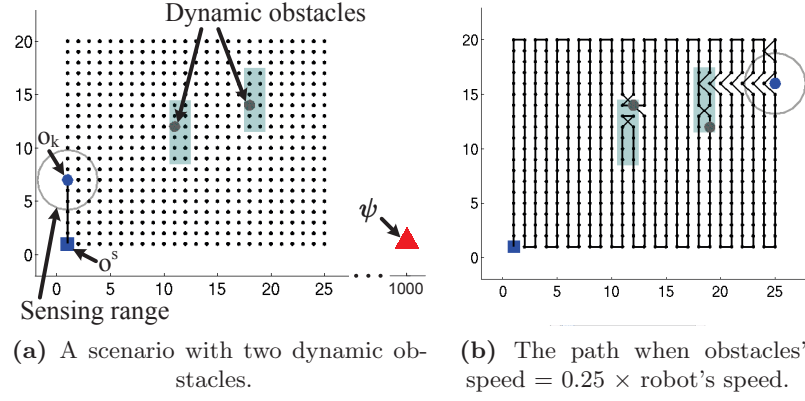 Dynamic obstacles
20
15
10
5
0
o_k
o^s
ψ
0 5 10 15 20 25 ... 1000
Sensing range
(a) A scenario with two dynamic ob-
stacles.
20
15
10
5
0
0 5 10 15 20 25
(b) The path when obstacles'
speed = 0.25 × robot's speed.